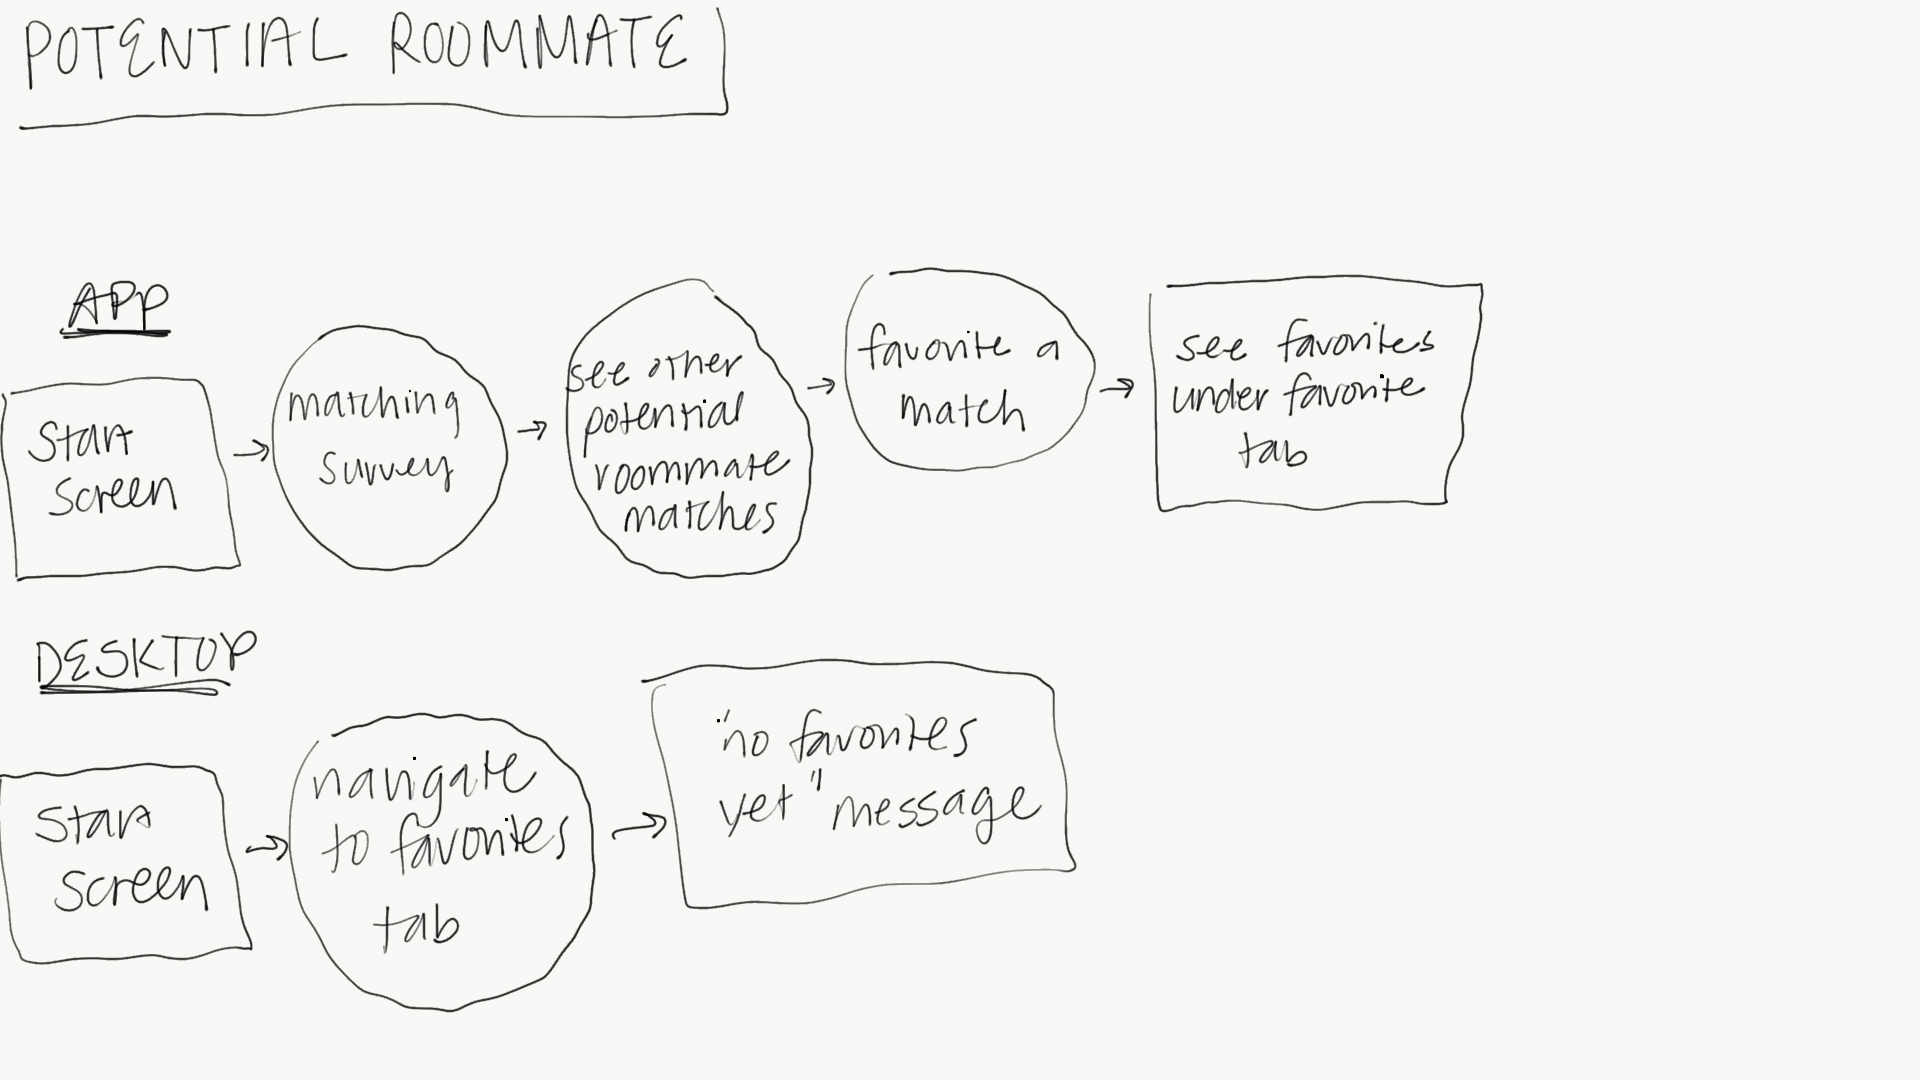 POTENTIAL ROOMMATE
APP
Start
screen
matching
survey
see other
potential
roommate
matches
favorite a
match
see favorites
under favorite
tab
DESKTOP
Start
screen
navigate
to favorites
tab
"no favorites
yet" message